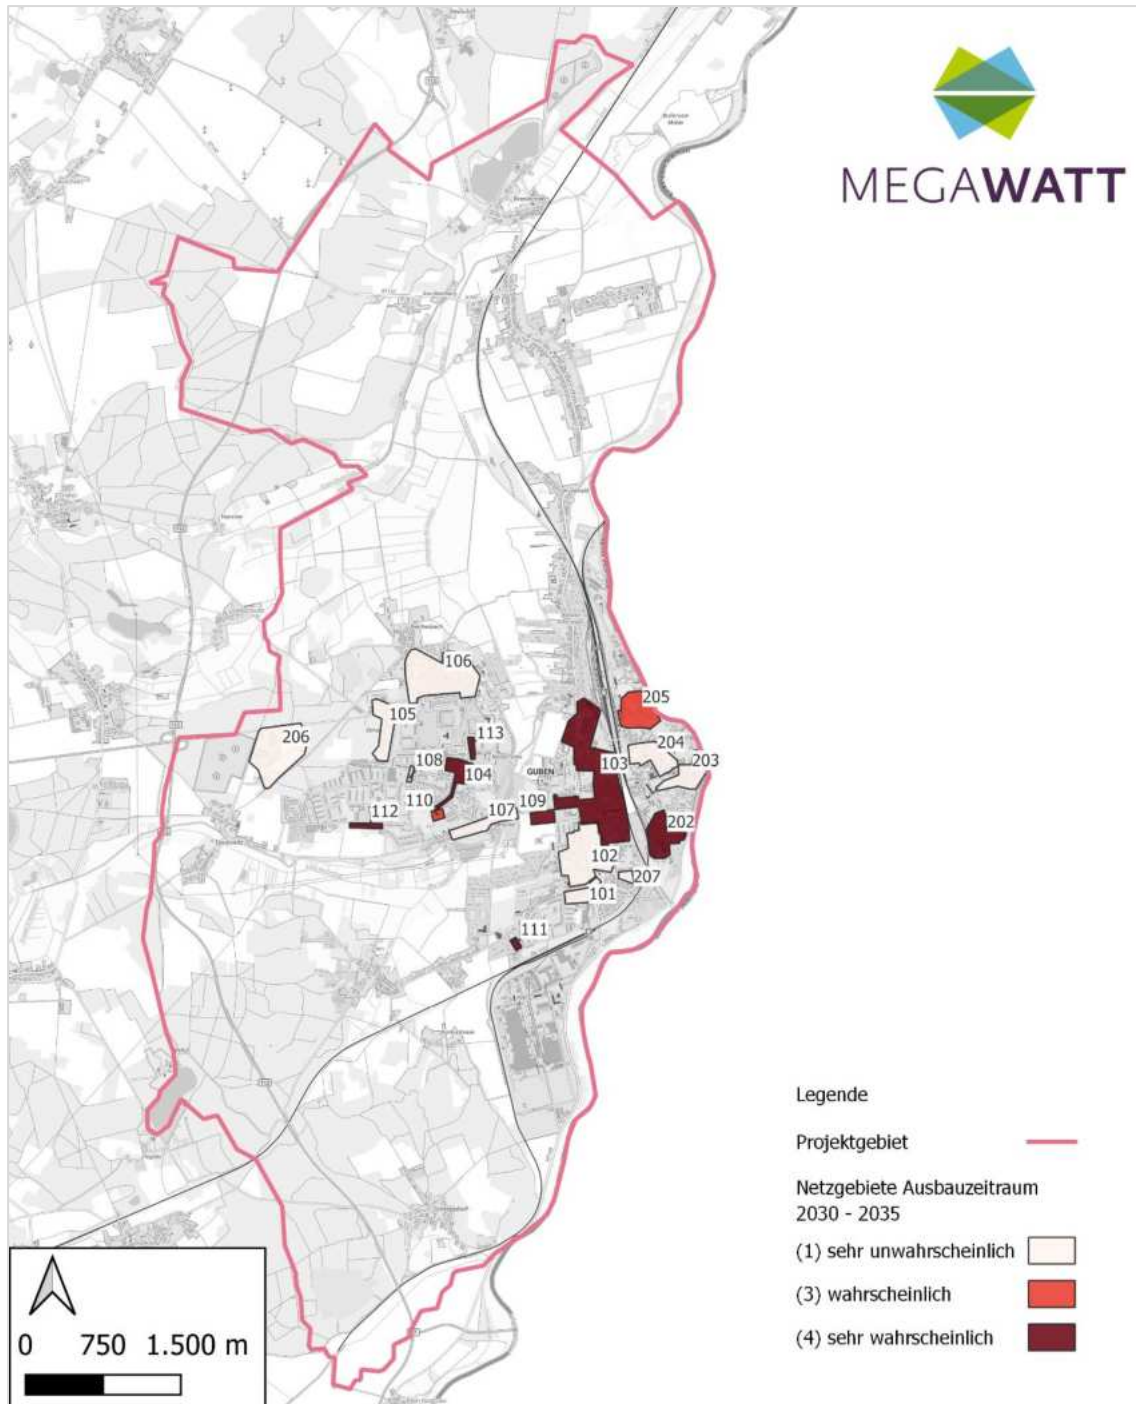 MEGAWATT
106
105
206
113
108
104
110
112
107
109
GUBEN
103
205
204
203
202
102
207
101
111
Legende
Projektgebiet
Netzgebiete Ausbauzeitraum
2030 - 2035
(1) sehr unwahrscheinlich
(3) wahrscheinlich
(4) sehr wahrscheinlich
0 750 1.500 m